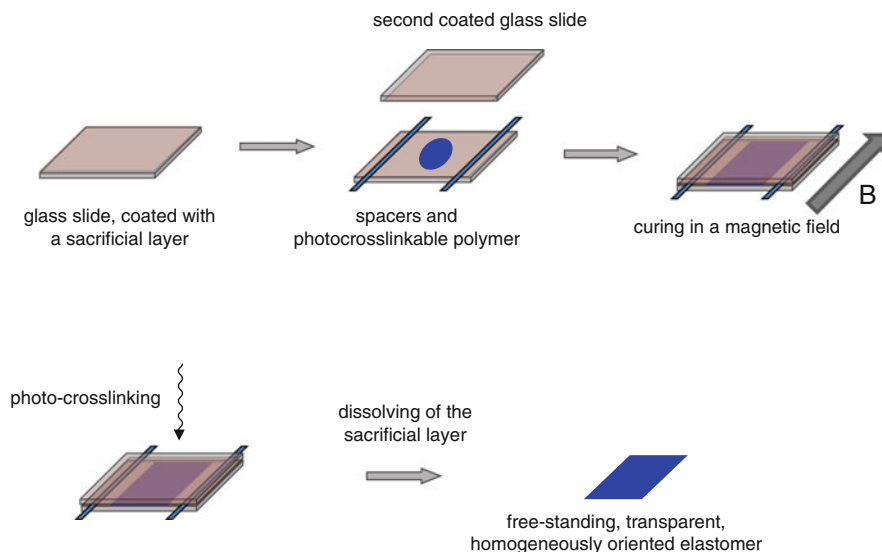 second coated glass slide
glass slide, coated with
a sacrificial layer
spacers and
photocrosslinkable polymer
B
curing in a magnetic field
photo-crosslinking
dissolving of the
sacrificial layer
free-standing, transparent,
homogeneously oriented elastomer